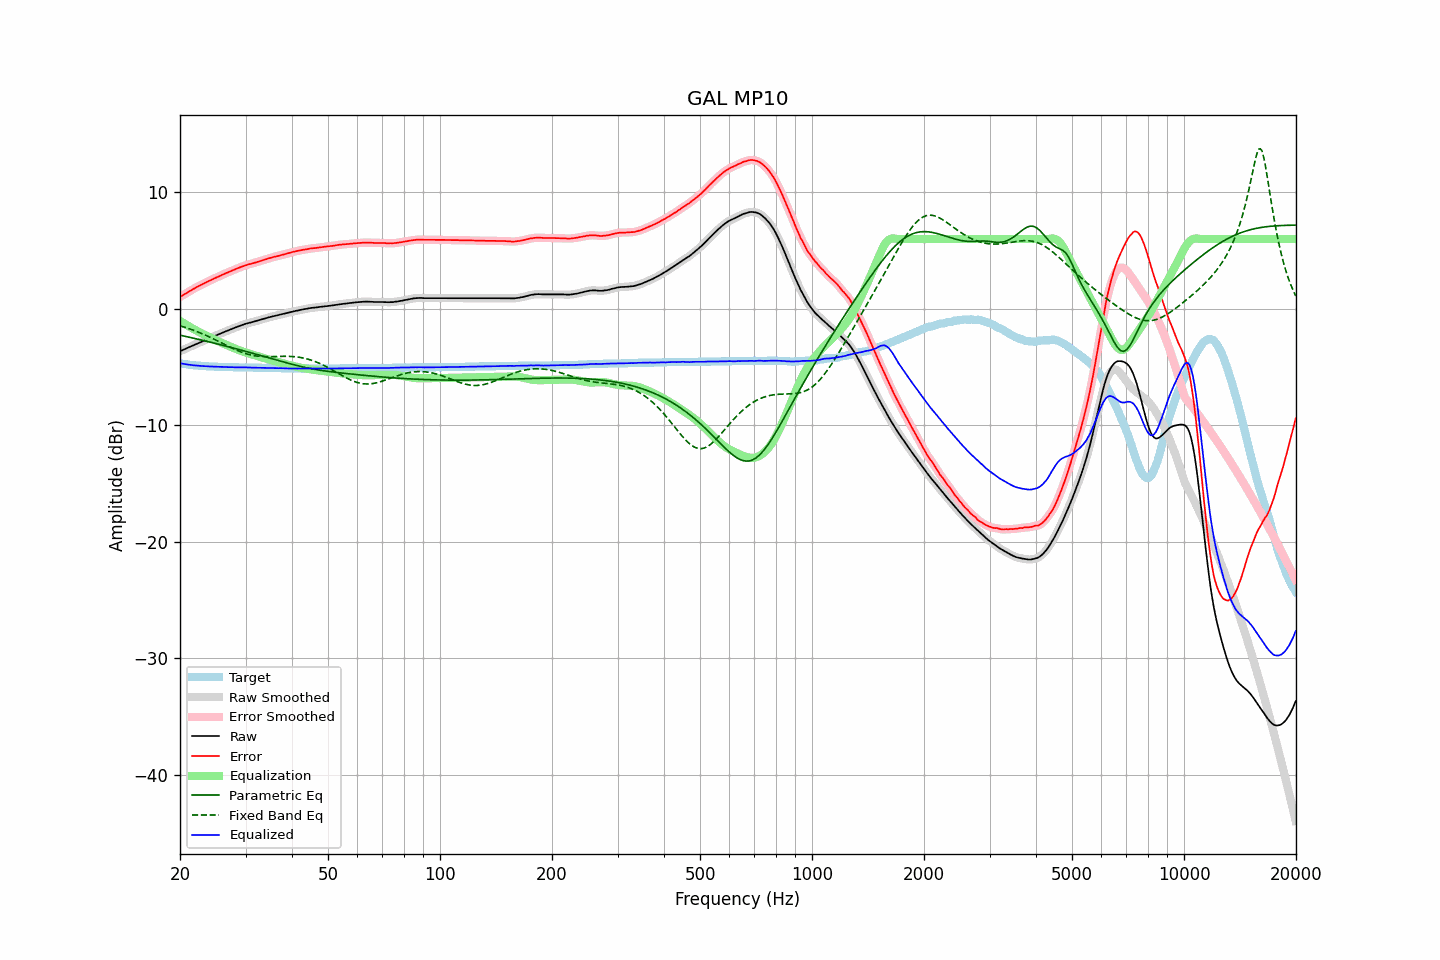 GAL MP10
Amplitude (dBr)
10
0
−10
−20
−30
−40
Target
Raw Smoothed
Error Smoothed
Raw
Error
Equalization
Parametric Eq
Fixed Band Eq
Equalized
20
50
100
200
500
1000
2000
5000
10000
20000
Frequency (Hz)